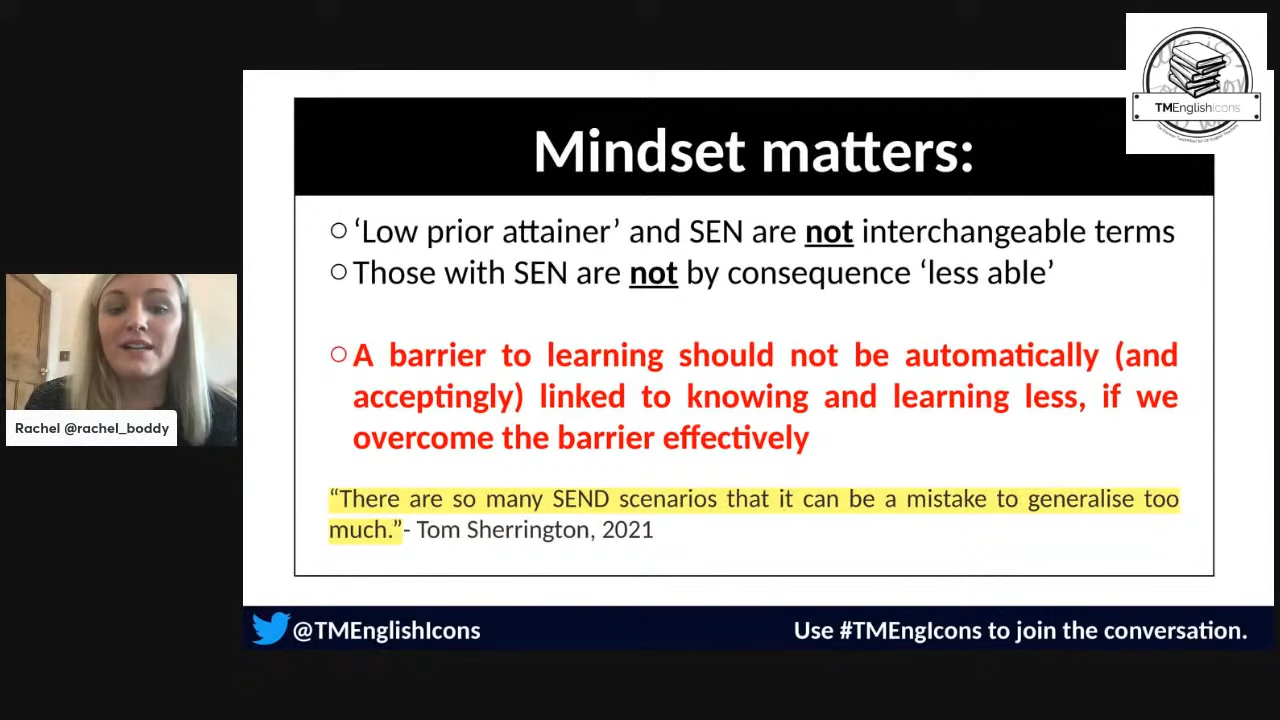 TMEnglishicons
Mindset matters:
‘Low prior attainer’ and SEN are not interchangeable terms
Those with SEN are not by consequence ‘less able’
A barrier to learning should not be automatically (and
acceptingly) linked to knowing and learning less, if we
overcome the barrier effectively
“There are so many SEND scenarios that it can be a mistake to generalise too
much.”- Tom Sherrington, 2021
Rachel @rachel_boddy
@TMEnglishIcons
Use #TMEngIcons to join the conversation.